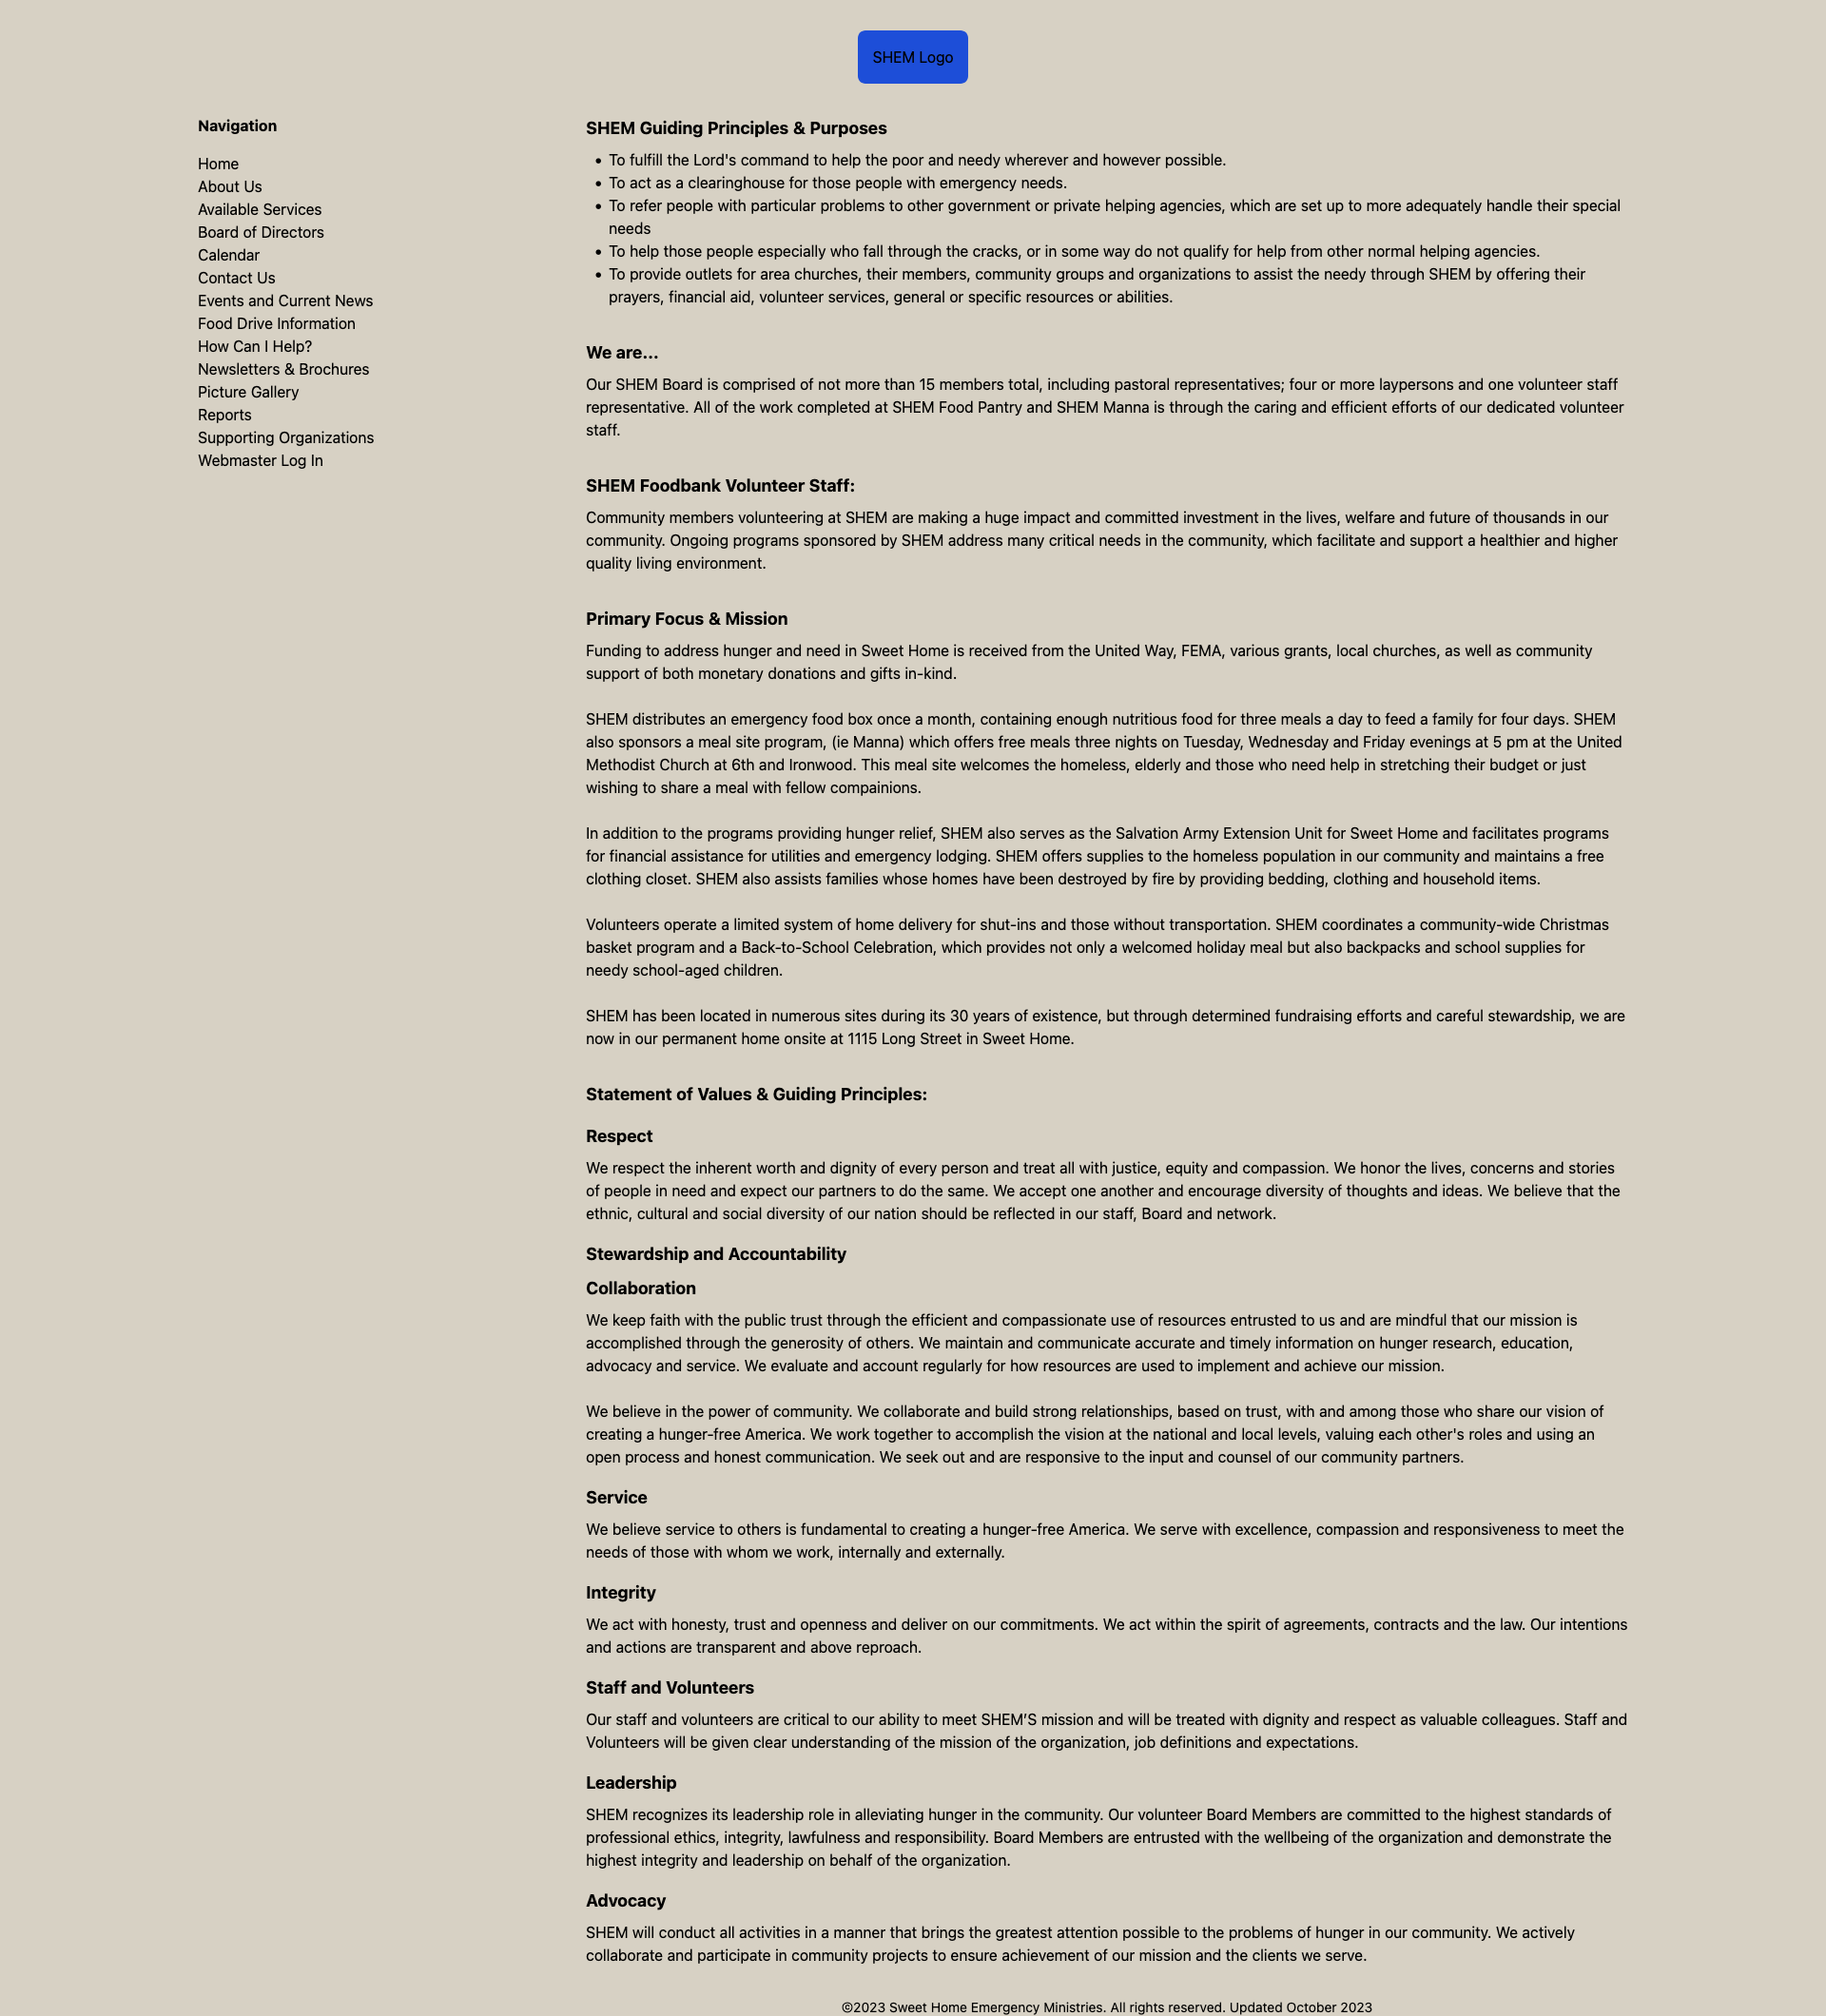 SHEM Logo
Navigation
Home
About Us
Available Services
Board of Directors
Calendar
Contact Us
Events and Current News
Food Drive Information
How Can I Help?
Newsletters & Brochures
Picture Gallery
Reports
Supporting Organizations
Webmaster Log In
SHEM Guiding Principles & Purposes
• To fulfill the Lord's command to help the poor and needy wherever and however possible.
• To act as a clearinghouse for those people with emergency needs.
• To refer people with particular problems to other government or private helping agencies, which are set up to more adequately handle their special
needs
• To help those people especially who fall through the cracks, or in some way do not qualify for help from other normal helping agencies.
• To provide outlets for area churches, their members, community groups and organizations to assist the needy through SHEM by offering their
prayers, financial aid, volunteer services, general or specific resources or abilities.
We are...
Our SHEM Board is comprised of not more than 15 members total, including pastoral representatives; four or more laypersons and one volunteer staff
representative. All of the work completed at SHEM Food Pantry and SHEM Manna is through the caring and efficient efforts of our dedicated volunteer
staff.
SHEM Foodbank Volunteer Staff:
Community members volunteering at SHEM are making a huge impact and committed investment in the lives, welfare and future of thousands in our
community. Ongoing programs sponsored by SHEM address many critical needs in the community, which facilitate and support a healthier and higher
quality living environment.
Primary Focus & Mission
Funding to address hunger and need in Sweet Home is received from the United Way, FEMA, various grants, local churches, as well as community
support of both monetary donations and gifts in-kind.
SHEM distributes an emergency food box once a month, containing enough nutritious food for three meals a day to feed a family for four days. SHEM
also sponsors a meal site program, (ie Manna) which offers free meals three nights on Tuesday, Wednesday and Friday evenings at 5 pm at the United
Methodist Church at 6th and Ironwood. This meal site welcomes the homeless, elderly and those who need help in stretching their budget or just
wishing to share a meal with fellow compainions.
In addition to the programs providing hunger relief, SHEM also serves as the Salvation Army Extension Unit for Sweet Home and facilitates programs
for financial assistance for utilities and emergency lodging. SHEM offers supplies to the homeless population in our community and maintains a free
clothing closet. SHEM also assists families whose homes have been destroyed by fire by providing bedding, clothing and household items.
Volunteers operate a limited system of home delivery for shut-ins and those without transportation. SHEM coordinates a community-wide Christmas
basket program and a Back-to-School Celebration, which provides not only a welcomed holiday meal but also backpacks and school supplies for
needy school-aged children.
SHEM has been located in numerous sites during its 30 years of existence, but through determined fundraising efforts and careful stewardship, we are
now in our permanent home onsite at 1115 Long Street in Sweet Home.
Statement of Values & Guiding Principles:
Respect
We respect the inherent worth and dignity of every person and treat all with justice, equity and compassion. We honor the lives, concerns and stories
of people in need and expect our partners to do the same. We accept one another and encourage diversity of thoughts and ideas. We believe that the
ethnic, cultural and social diversity of our nation should be reflected in our staff, Board and network.
Stewardship and Accountability
Collaboration
We keep faith with the public trust through the efficient and compassionate use of resources entrusted to us and are mindful that our mission is
accomplished through the generosity of others. We maintain and communicate accurate and timely information on hunger research, education,
advocacy and service. We evaluate and account regularly for how resources are used to implement and achieve our mission.
We believe in the power of community. We collaborate and build strong relationships, based on trust, with and among those who share our vision of
creating a hunger-free America. We work together to accomplish the vision at the national and local levels, valuing each other's roles and using an
open process and honest communication. We seek out and are responsive to the input and counsel of our community partners.
Service
We believe service to others is fundamental to creating a hunger-free America. We serve with excellence, compassion and responsiveness to meet the
needs of those with whom we work, internally and externally.
Integrity
We act with honesty, trust and openness and deliver on our commitments. We act within the spirit of agreements, contracts and the law. Our intentions
and actions are transparent and above reproach.
Staff and Volunteers
Our staff and volunteers are critical to our ability to meet SHEM’S mission and will be treated with dignity and respect as valuable colleagues. Staff and
Volunteers will be given clear understanding of the mission of the organization, job definitions and expectations.
Leadership
SHEM recognizes its leadership role in alleviating hunger in the community. Our volunteer Board Members are committed to the highest standards of
professional ethics, integrity, lawfulness and responsibility. Board Members are entrusted with the wellbeing of the organization and demonstrate the
highest integrity and leadership on behalf of the organization.
Advocacy
SHEM will conduct all activities in a manner that brings the greatest attention possible to the problems of hunger in our community. We actively
collaborate and participate in community projects to ensure achievement of our mission and the clients we serve.
©2023 Sweet Home Emergency Ministries. All rights reserved. Updated October 2023